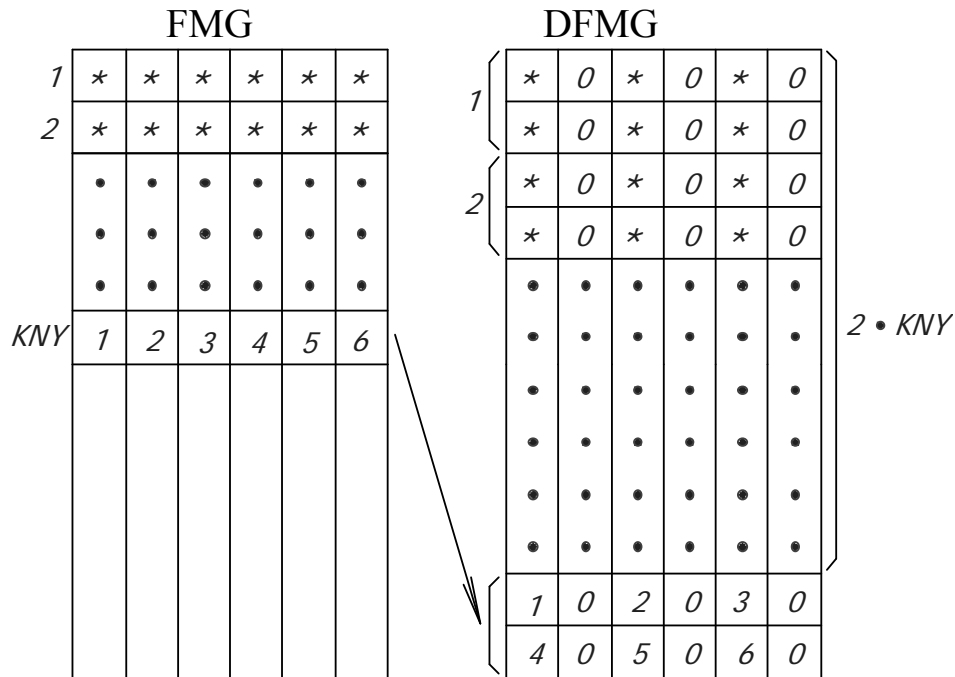 FMG DFMG
1 * * * * * *
2 * * * * * *
KNY 1 2 3 4 5 6
1 * 0 * 0 * 0
* 0 * 0 * 0
2 * 0 * 0 * 0
* 0 * 0 * 0
2 • KNY
1 0 2 0 3 0
4 0 5 0 6 0